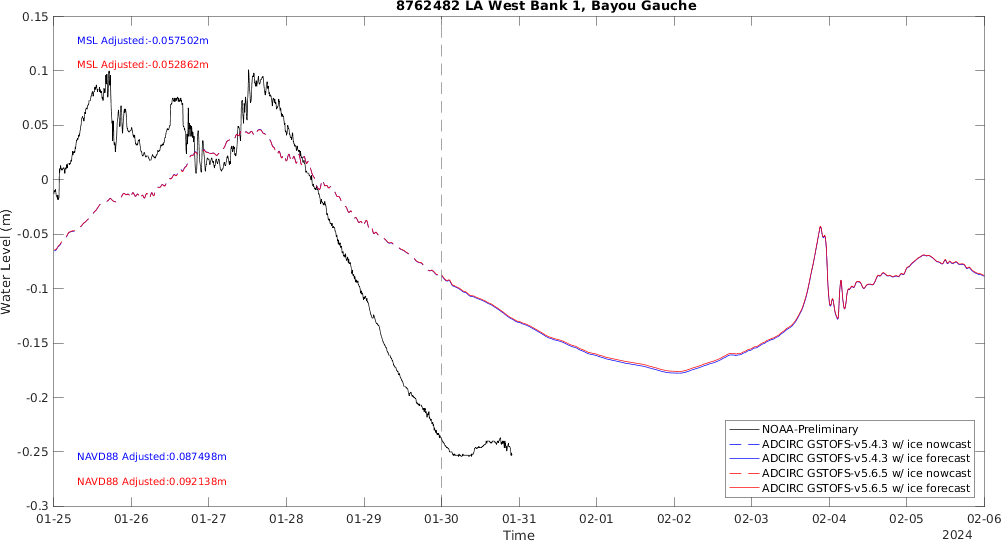 8762482 LA West Bank 1, Bayou Gauche
0.15
0.1
0.05
0
-0.05
-0.1
-0.15
-0.2
-0.25
-0.3
Water Level (m)
MSL Adjusted:-0.057502m
MSL Adjusted:-0.052862m
NAVD88 Adjusted:0.087498m
NAVD88 Adjusted:0.092138m
NOAA-Preliminary
ADCIRC GSTOFS-v5.4.3 w/ ice nowcast
ADCIRC GSTOFS-v5.4.3 w/ ice forecast
ADCIRC GSTOFS-v5.6.5 w/ ice nowcast
ADCIRC GSTOFS-v5.6.5 w/ ice forecast
01-25 01-26 01-27 01-28 01-29 01-30 01-31 02-01 02-02 02-03 02-04 02-05 02-06
Time
2024